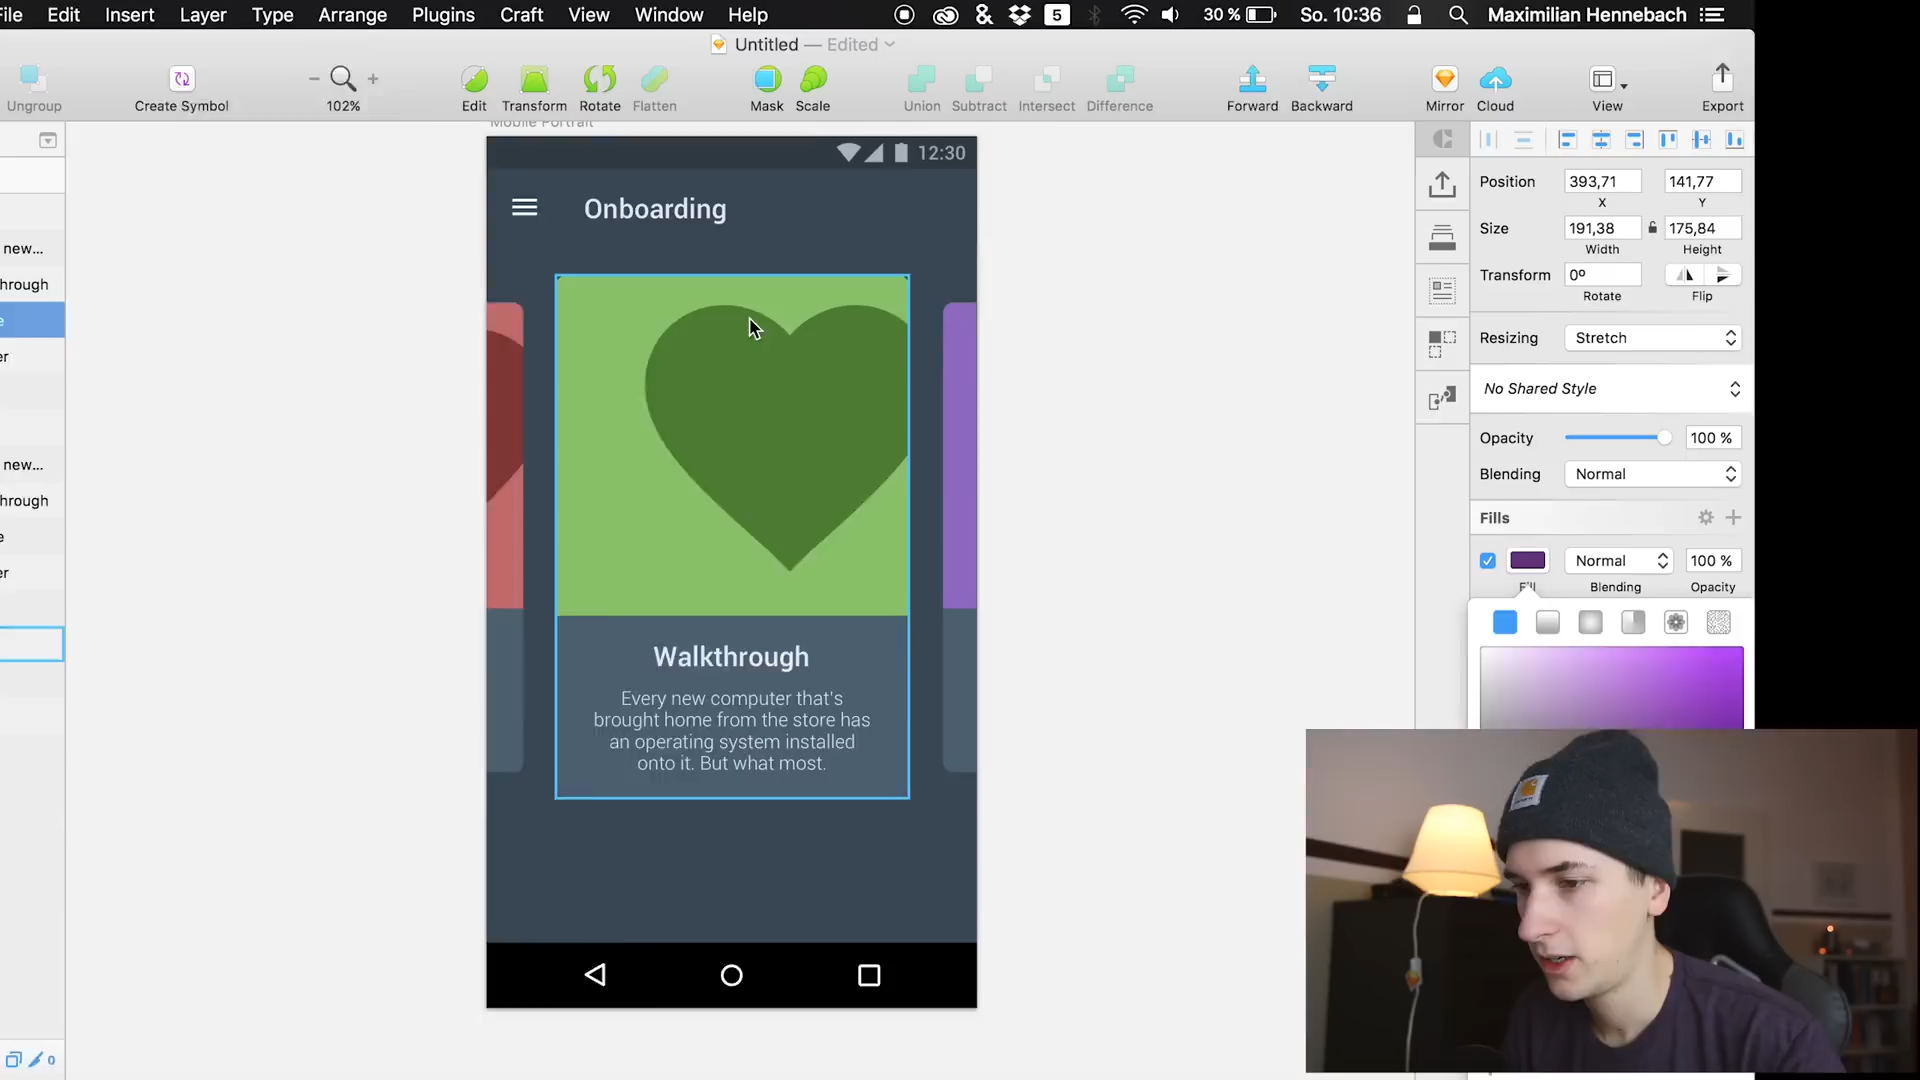 File Edit Insert Layer Type Arrange Plugins Craft View Window Help 5 30 % So. 10:36 Maximilian Hennebach
Untitled — Edited
Ungroup Create Symbol 102% Edit Transform Rotate Flatten Mask Scale Union Subtract Intersect Difference Forward Backward Mirror Cloud View Export
Mobile Portrait
12:30
Onboarding
new...
hrough
e
er
new...
hrough
e
er
0
Walkthrough
Every new computer that's
brought home from the store has
an operating system installed
onto it. But what most.
Position 393,71 141,77
X Y
Size 191,38 175,84
Width Height
Transform 0º
Rotate Flip
Resizing Stretch
No Shared Style
Opacity 100 %
Blending Normal
Fills
Normal 100 %
Fill Blending Opacity